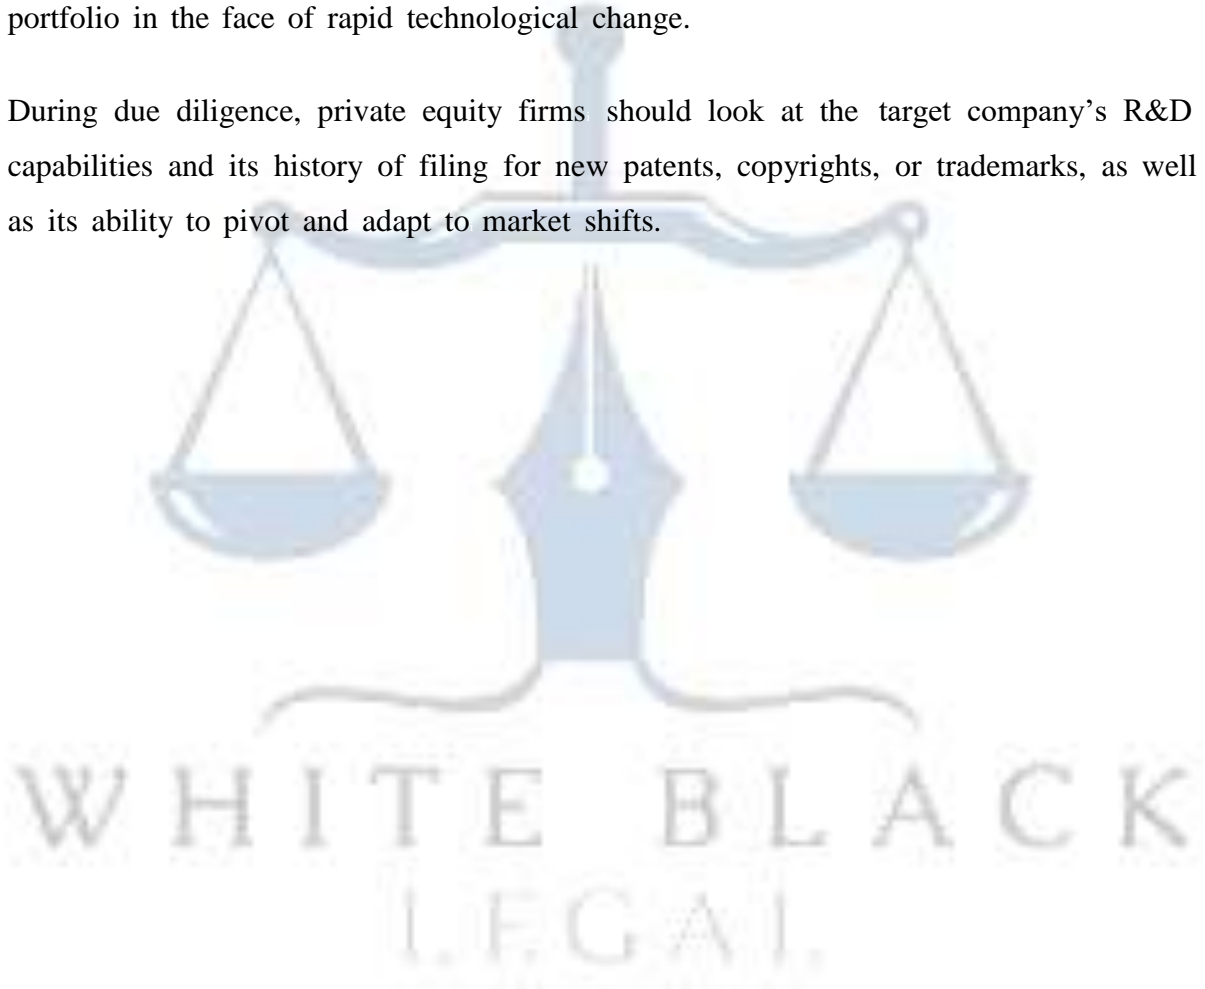 portfolio in the face of rapid technological change.
During due diligence, private equity firms should look at the target company’s R&D
capabilities and its history of filing for new patents, copyrights, or trademarks, as well
as its ability to pivot and adapt to market shifts.
WHITE BLACK
LEGAL